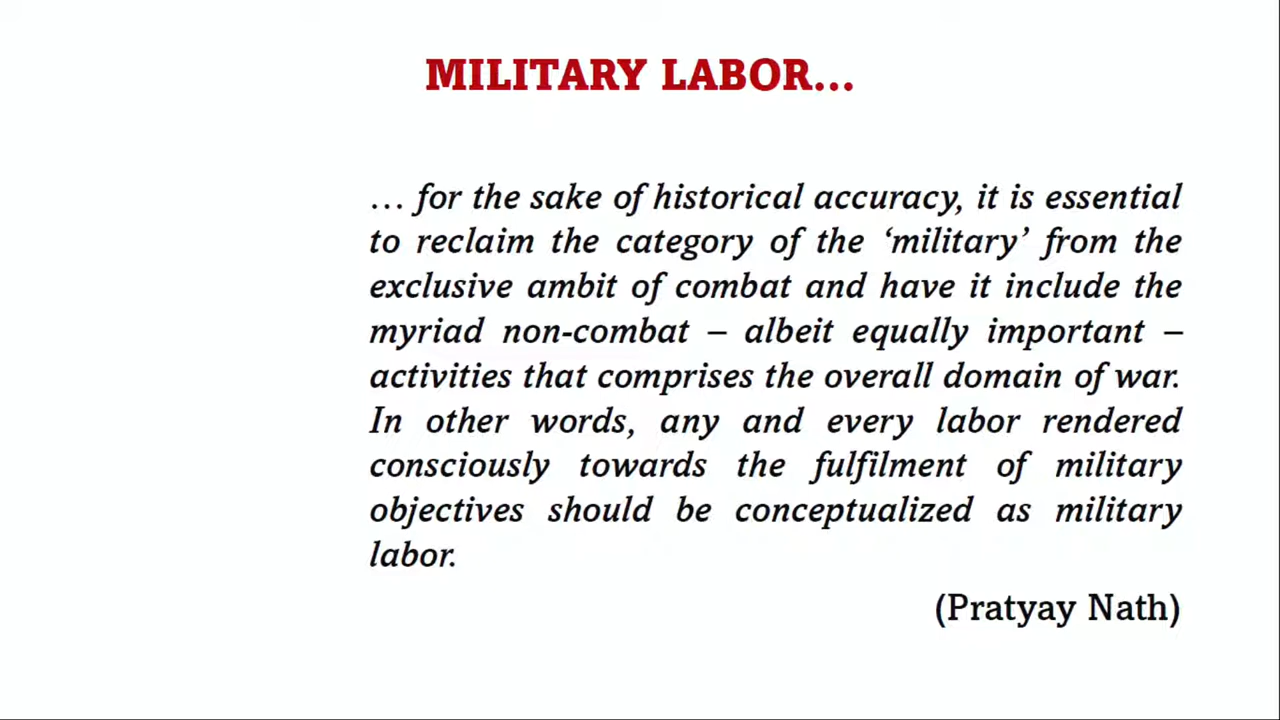 MILITARY LABOR...
... for the sake of historical accuracy, it is essential
to reclaim the category of the ‘military’ from the
exclusive ambit of combat and have it include the
myriad non-combat – albeit equally important –
activities that comprises the overall domain of war.
In other words, any and every labor rendered
consciously towards the fulfilment of military
objectives should be conceptualized as military
labor.
(Pratyay Nath)